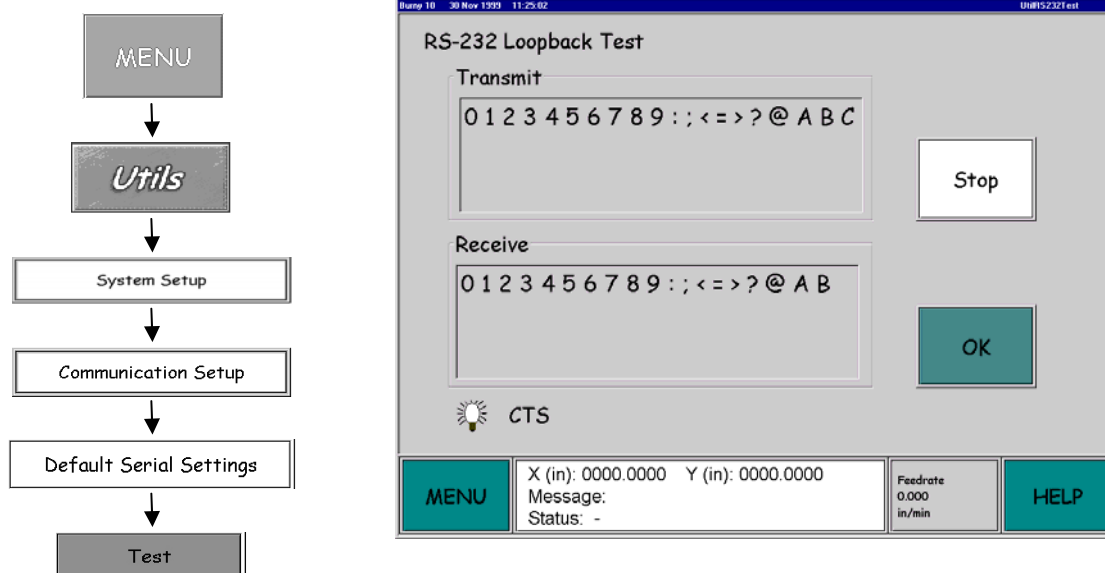 MENU
Utils
System Setup
Communication Setup
Default Serial Settings
Test
Burny 10 30 Nov 1999 11:25:02 UtilRS232Test
RS-232 Loopback Test
Transmit
0 1 2 3 4 5 6 7 8 9 : ; < = > ? @ A B C
Stop
Receive
0 1 2 3 4 5 6 7 8 9 : ; < = > ? @ A B
OK
CTS
MENU
X (in): 0000.0000 Y (in): 0000.0000
Message:
Status: -
Feedrate
0.000
in/min
HELP